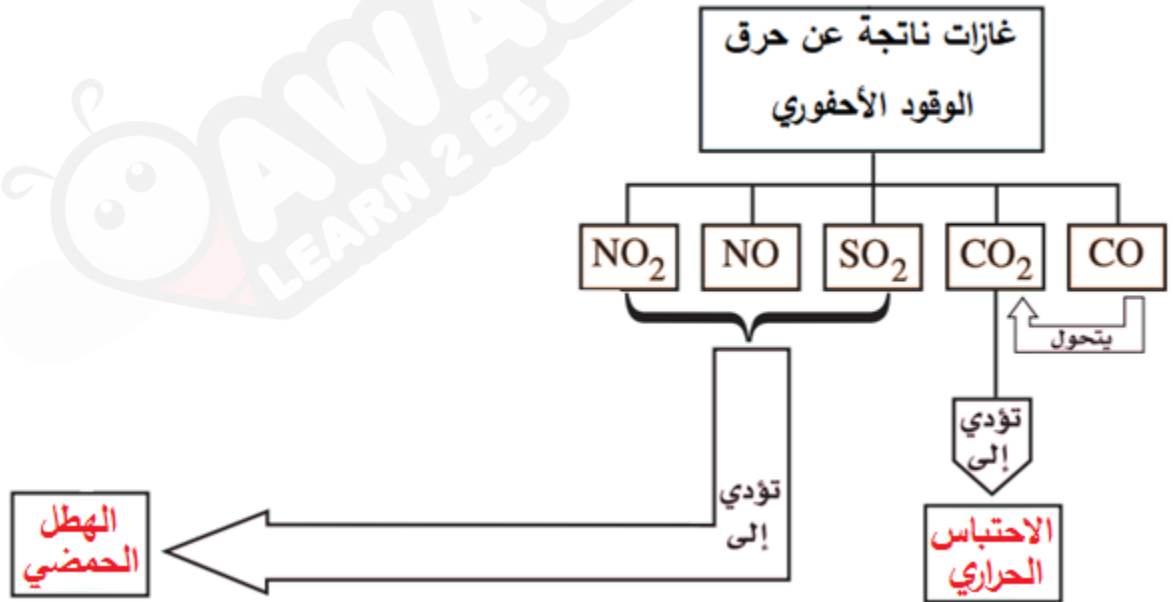 غازات ناتجة عن حرق
الوقود الأحفوري
CO
CO₂
SO₂
NO
NO₂
يتحول
تؤدي
إلى
الاحتباس
الحراري
تؤدي
إلى
الهطل
الحمضي
AWA
LEARN 2 BE